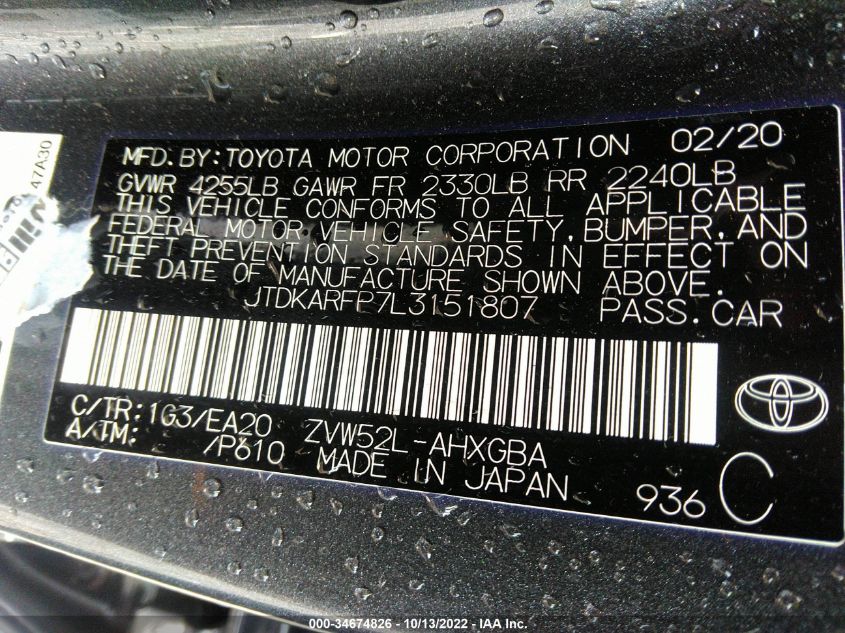 47A30
MFD.BY:TOYOTA MOTOR CORPORATION 02/20
GVWR 4255LB GAWR FR 2330LB RR 2240LB
THIS VEHICLE CONFORMS TO ALL APPLICABLE
FEDERAL MOTOR VEHICLE SAFETY,BUMPER,AND
THEFT PREVENTION STANDARDS IN EFFECT ON
THE DATE OF MANUFACTURE SHOWN ABOVE.
JTDKARFP7L3151807 PASS.CAR
C/TR:1G3/EA20 ZVW52L-AHXGBA
A/TM: /P610 MADE IN JAPAN
936 C
000-34674826 - 10/13/2022 - IAA Inc.